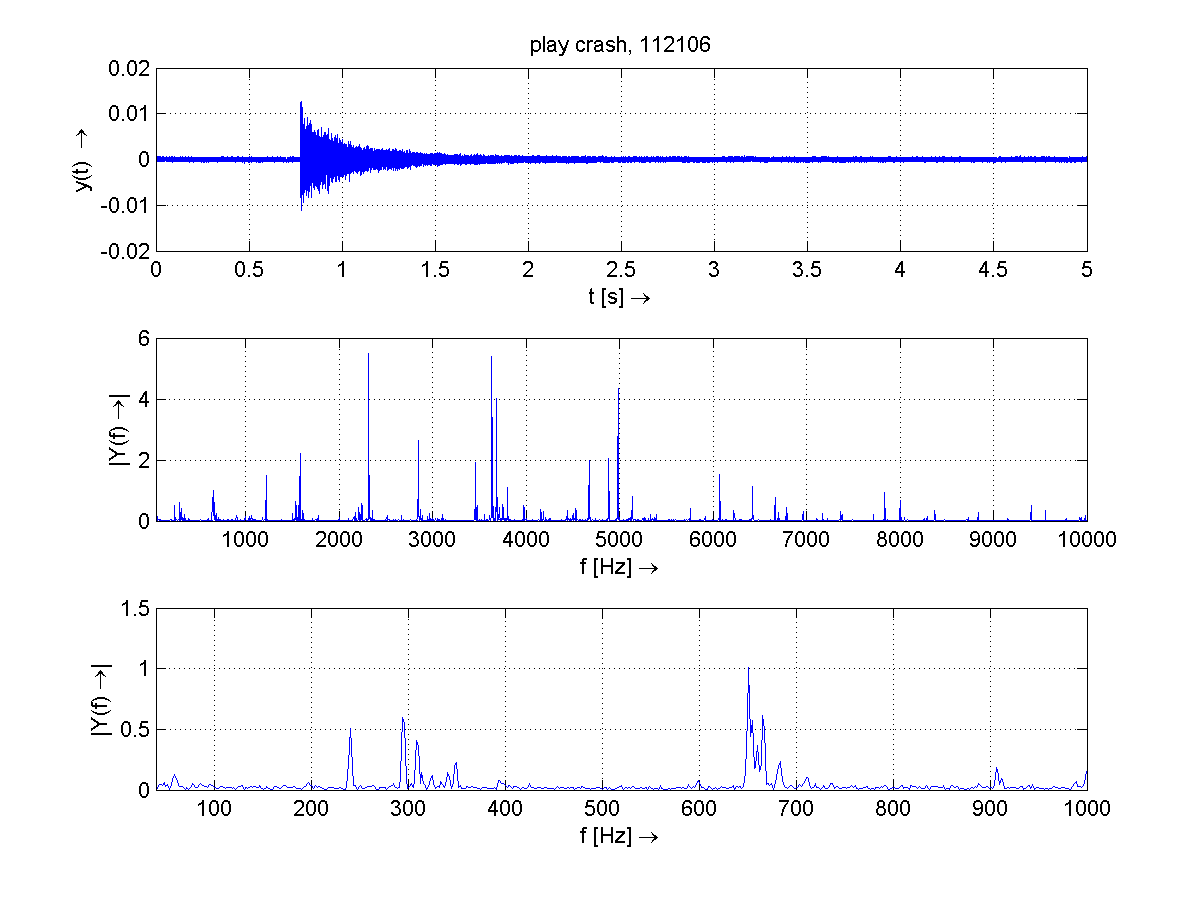 play crash, 112106
0.02
0.01
0
-0.01
-0.02
y(t) →
0 0.5 1 1.5 2 2.5 3 3.5 4 4.5 5
t [s] →
6
4
2
0
|Y(f) →|
1000 2000 3000 4000 5000 6000 7000 8000 9000 10000
f [Hz] →
1.5
1
0.5
0
|Y(f) →|
100 200 300 400 500 600 700 800 900 1000
f [Hz] →